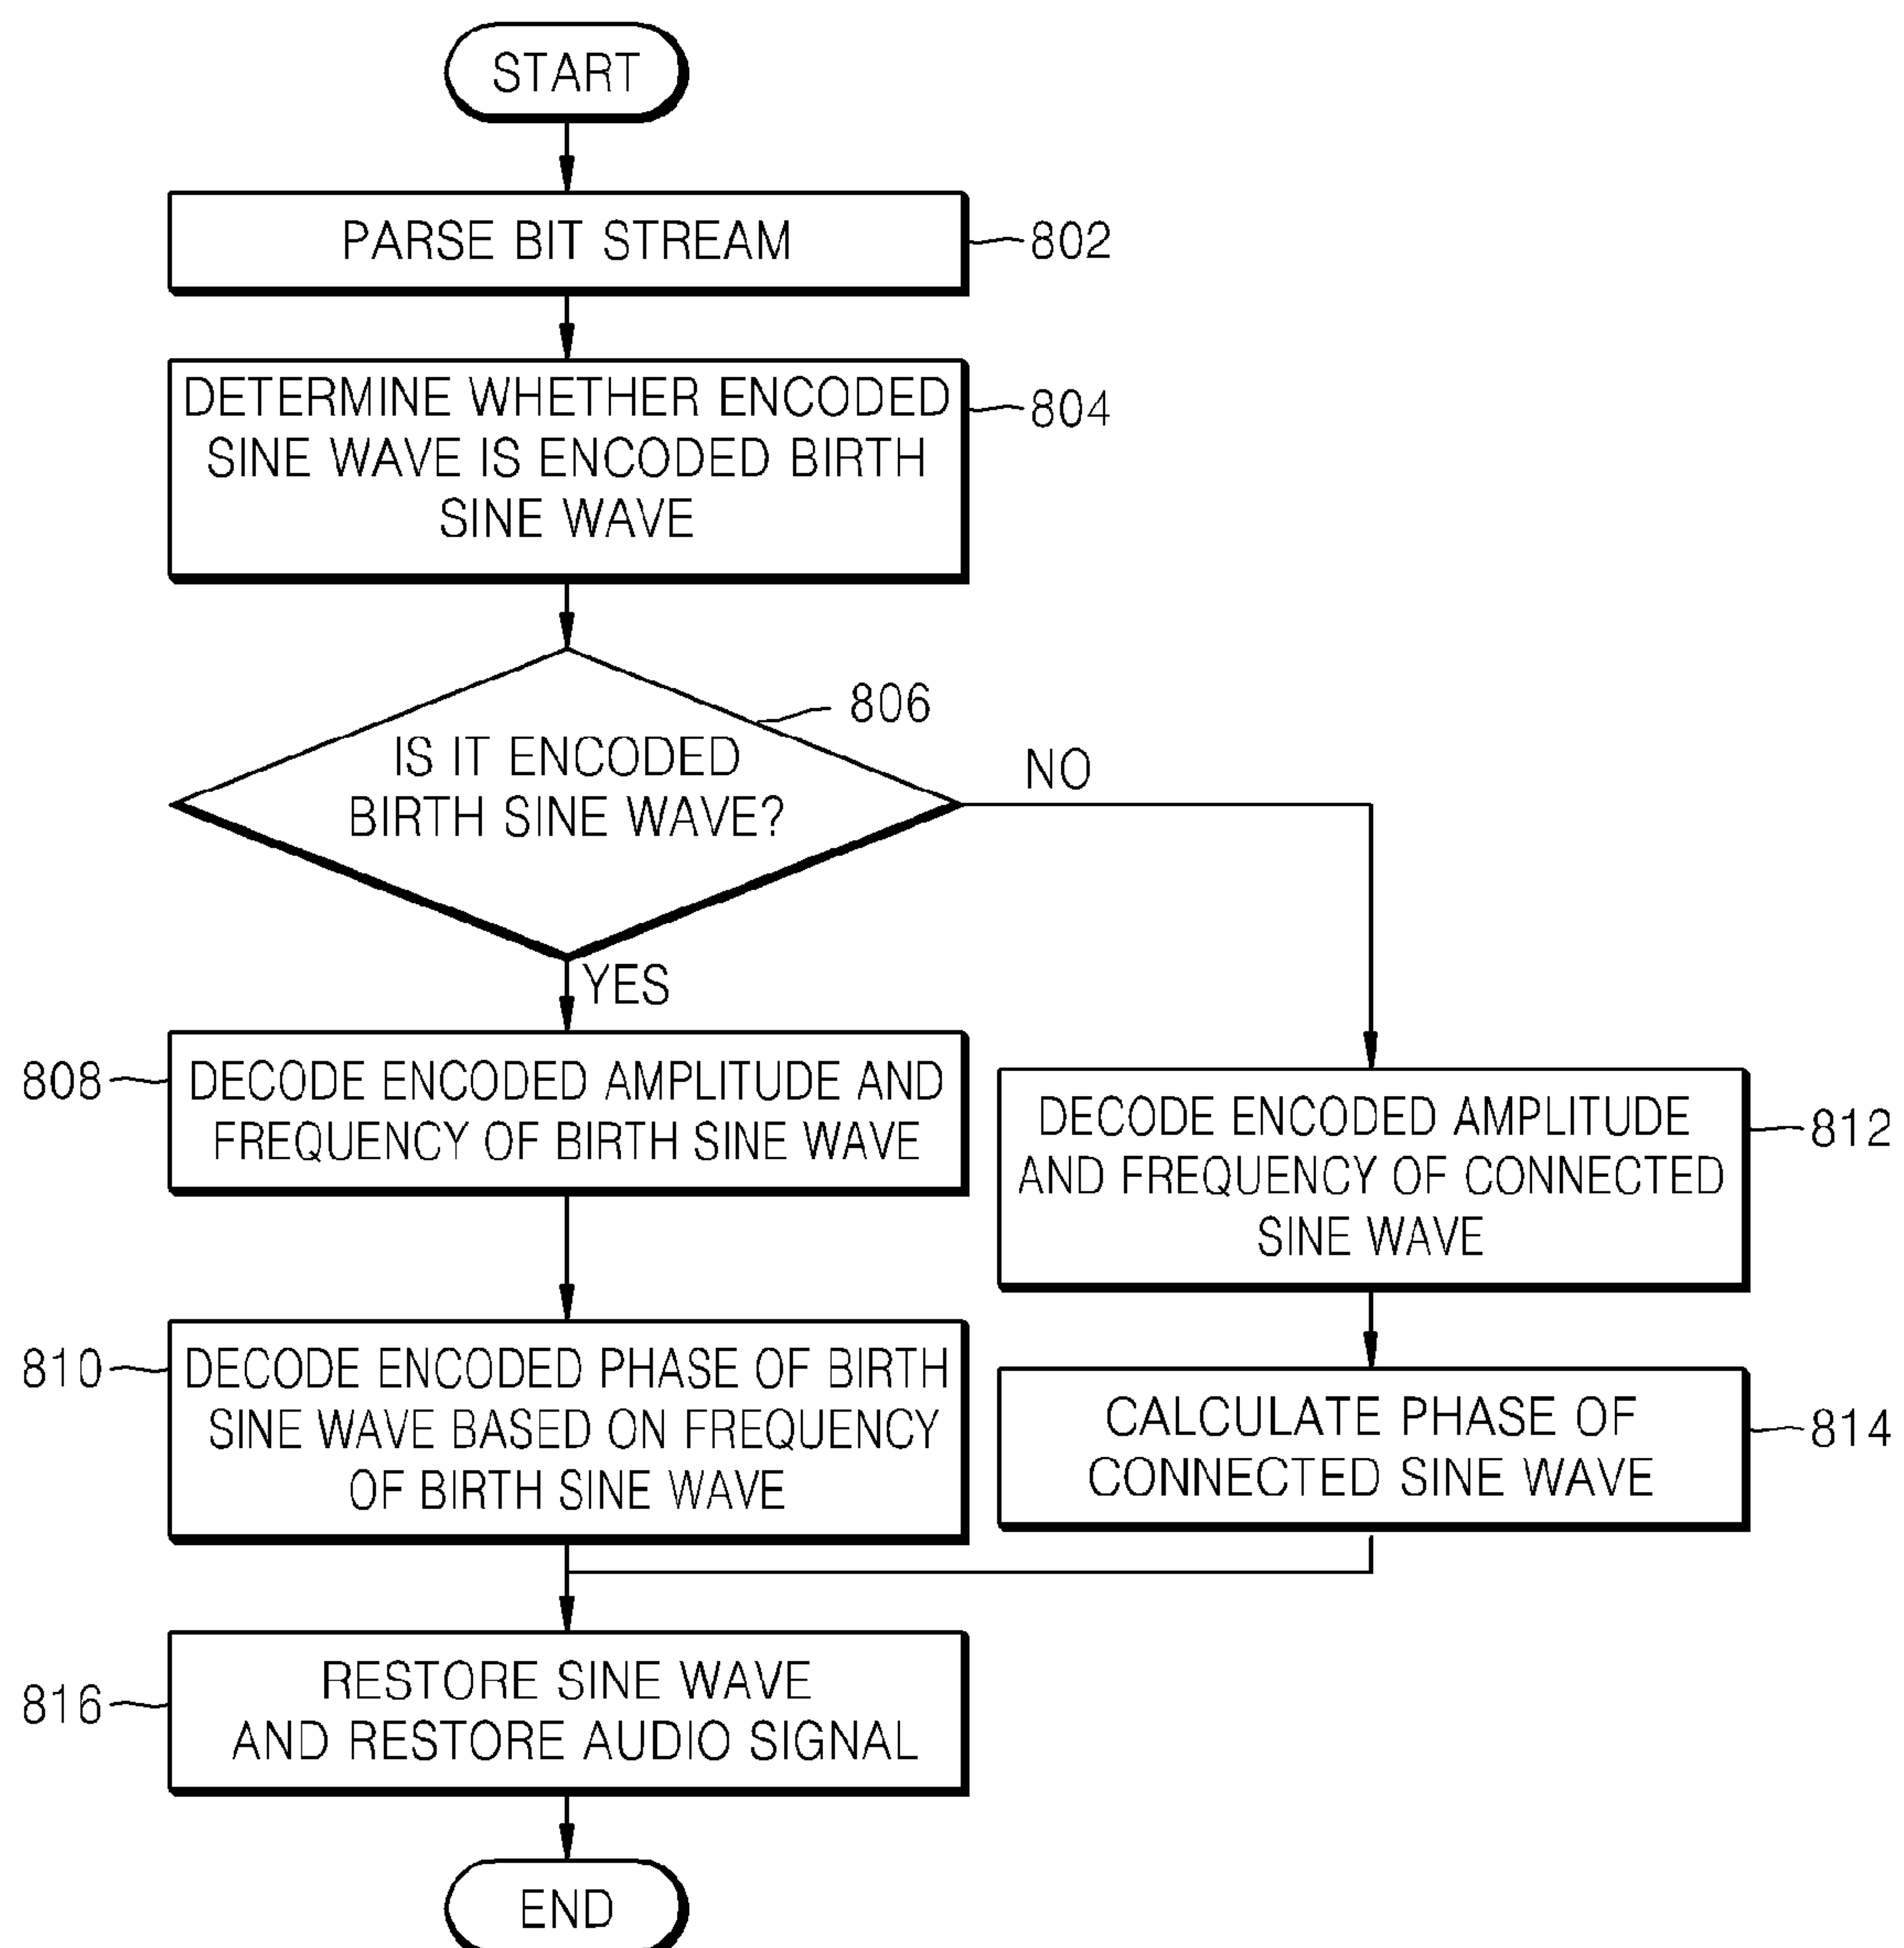 START
PARSE BIT STREAM
802
DETERMINE WHETHER ENCODED
SINE WAVE IS ENCODED BIRTH
SINE WAVE
804
806
IS IT ENCODED
BIRTH SINE WAVE?
NO
YES
808
DECODE ENCODED AMPLITUDE AND
FREQUENCY OF BIRTH SINE WAVE
DECODE ENCODED AMPLITUDE
AND FREQUENCY OF CONNECTED
SINE WAVE
812
810
DECODE ENCODED PHASE OF BIRTH
SINE WAVE BASED ON FREQUENCY
OF BIRTH SINE WAVE
CALCULATE PHASE OF
CONNECTED SINE WAVE
814
816
RESTORE SINE WAVE
AND RESTORE AUDIO SIGNAL
END